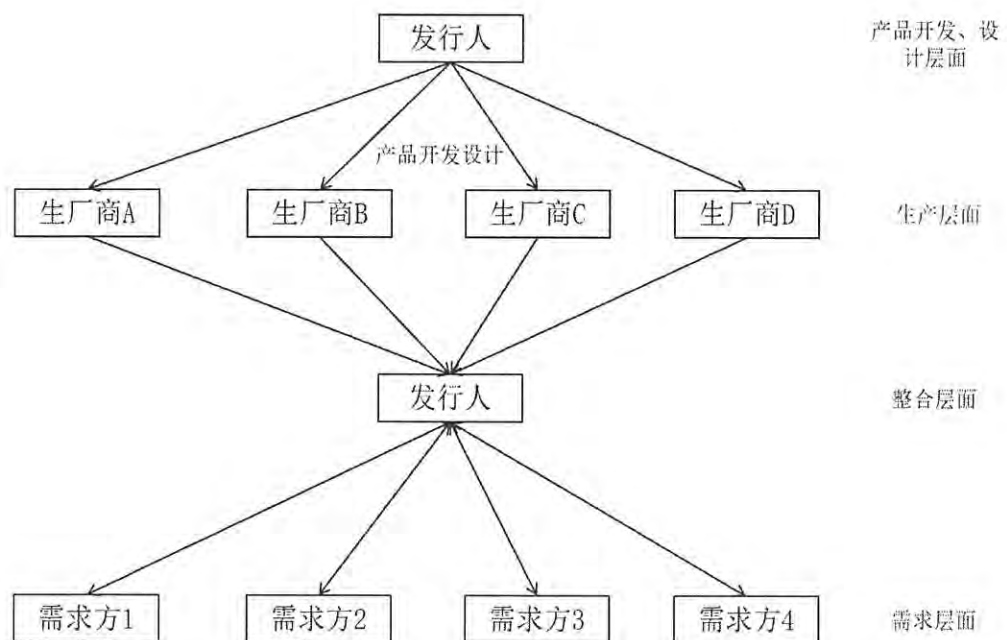 发行人
产品开发、设
计层面
产品开发设计
生厂商A
生厂商B
生厂商C
生厂商D
生产层面
发行人
整合层面
需求方1
需求方2
需求方3
需求方4
需求层面